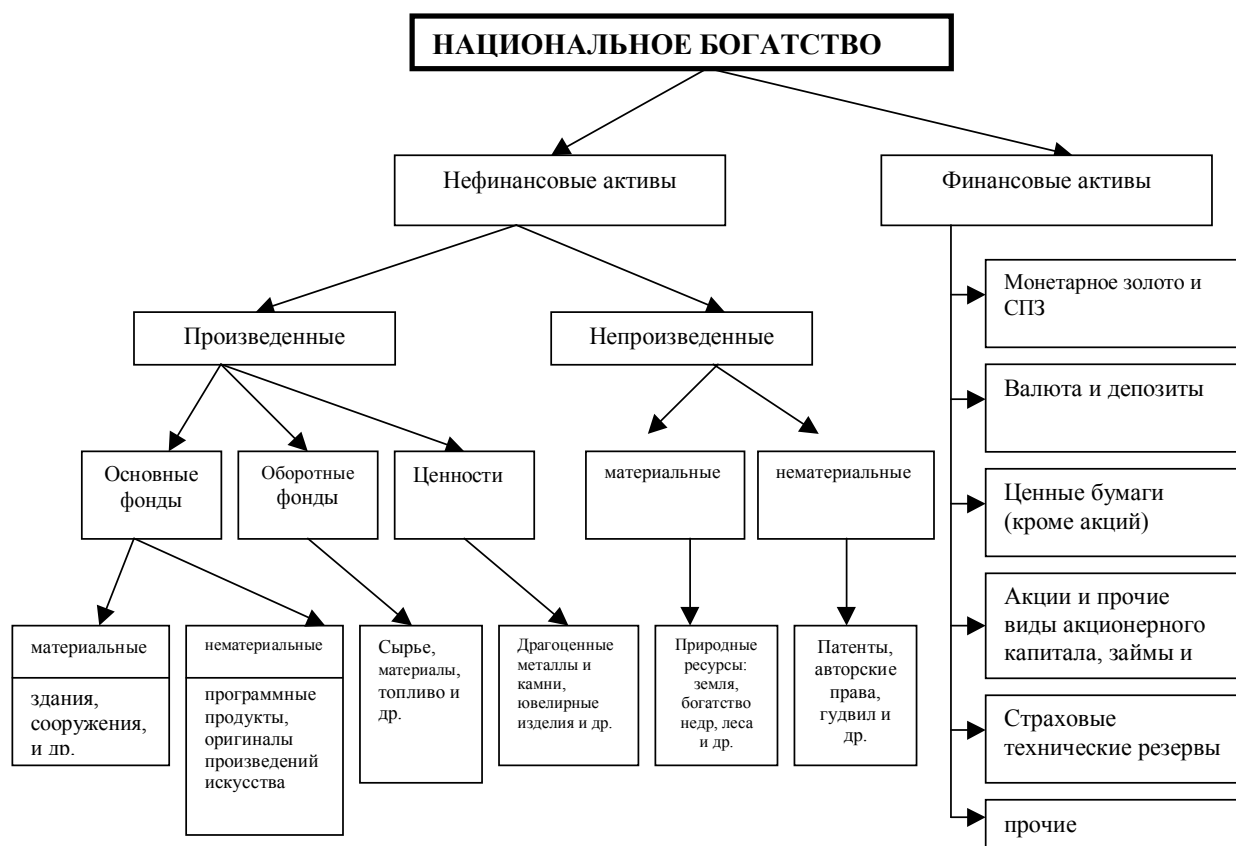 НАЦИОНАЛЬНОЕ БОГАТСТВО
Нефинансовые активы
Финансовые активы
Произведенные
Непроизведенные
Основные
фонды
Оборотные
фонды
Ценности
материальные
нематериальные
материальные
здания,
сооружения,
и др.
нематериальные
программные
продукты,
оригиналы
произведений
искусства
Сырье,
материалы,
топливо и
др.
Драгоценные
металлы и
камни,
ювелирные
изделия и др.
Природные
ресурсы:
земля,
богатство
недр, леса
и др.
Патенты,
авторские
права,
гудвил и
др.
Монетарное золото и
СПЗ
Валюта и депозиты
Ценные бумаги
(кроме акций)
Акции и прочие
виды акционерного
капитала, займы и
Страховые
технические резервы
прочие